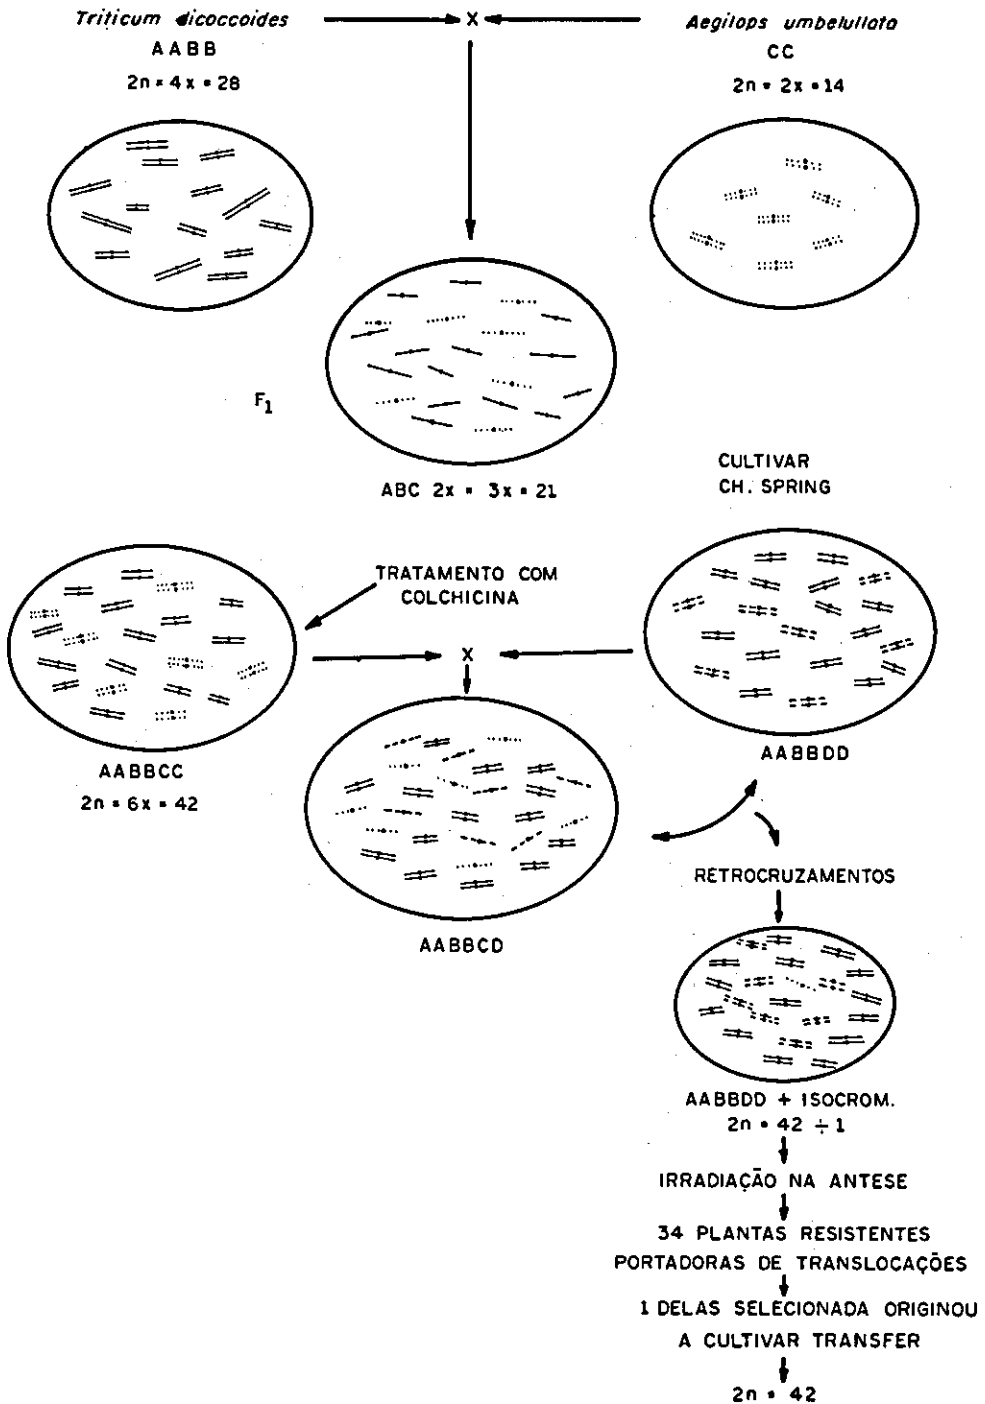 Triticum dicoccoides
X
Aegilops umbelullata
AABB
CC
2n = 4x = 28
2n = 2x = 14
F1
ABC 2x = 3x = 21
CULTIVAR
CH. SPRING
TRATAMENTO COM
COLCHICINA
X
AABBCC
2n = 6x = 42
AABBDD
AABBCD
RETROCRUZAMENTOS
AABBDD + ISOCROM.
2n = 42 ÷ 1
IRRADIAÇÃO NA ANTESE
34 PLANTAS RESISTENTES
PORTADORAS DE TRANSLOCAÇÕES
1 DELAS SELECIONADA ORIGINOU
A CULTIVAR TRANSFER
2n = 42